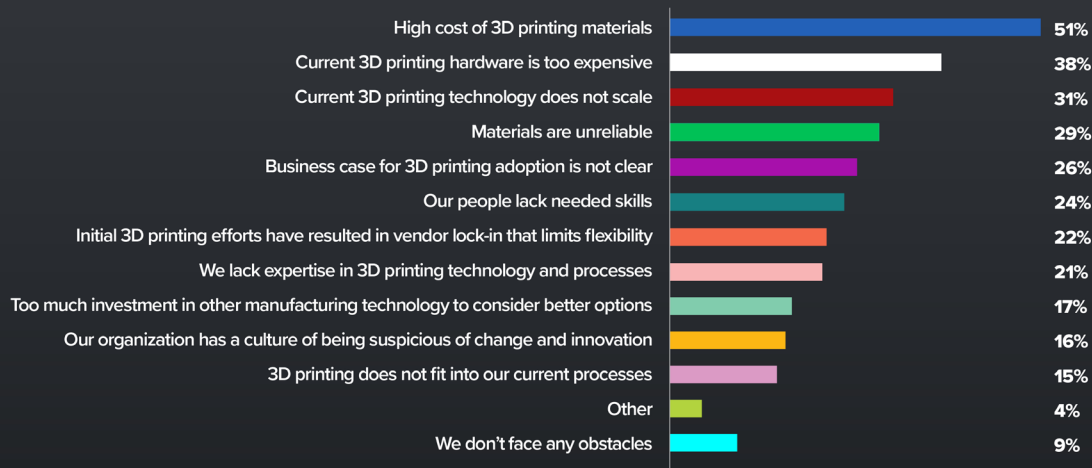 High cost of 3D printing materials 51%
Current 3D printing hardware is too expensive 38%
Current 3D printing technology does not scale 31%
Materials are unreliable 29%
Business case for 3D printing adoption is not clear 26%
Our people lack needed skills 24%
Initial 3D printing efforts have resulted in vendor lock-in that limits flexibility 22%
We lack expertise in 3D printing technology and processes 21%
Too much investment in other manufacturing technology to consider better options 17%
Our organization has a culture of being suspicious of change and innovation 16%
3D printing does not fit into our current processes 15%
Other 4%
We don’t face any obstacles 9%